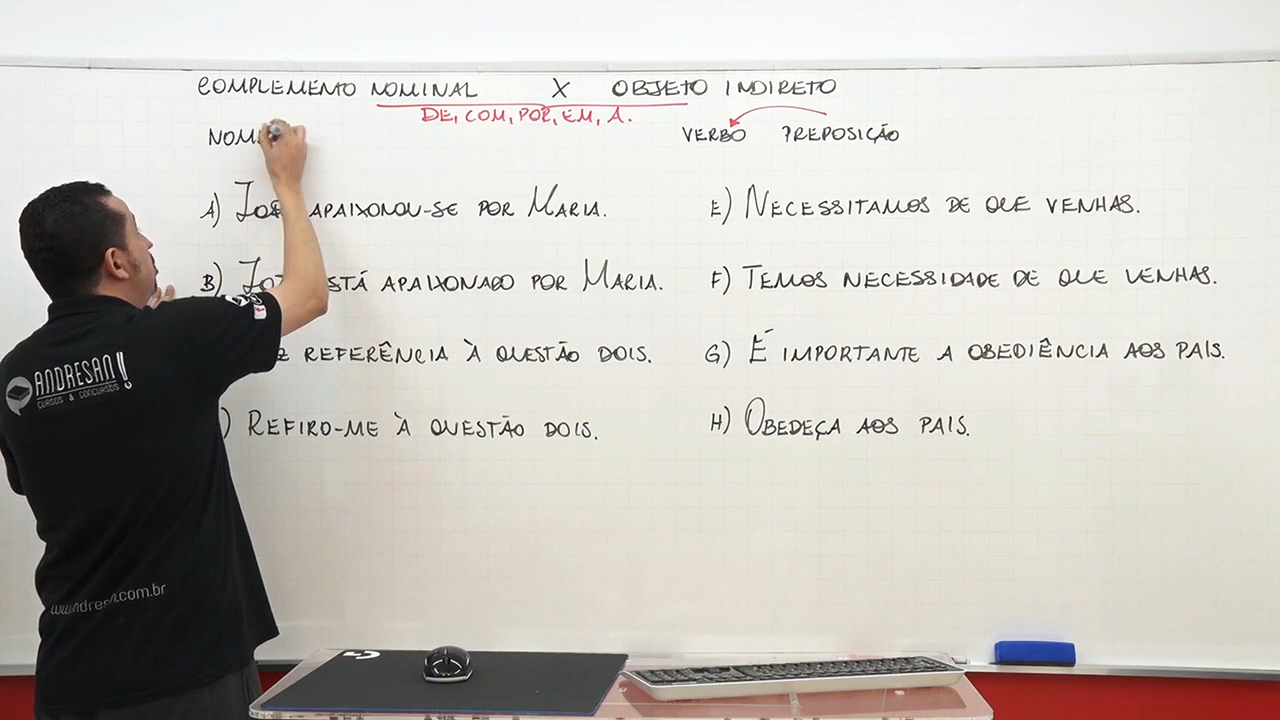 COMPLEMENTO NOMINAL X OBJETO INDIRETO
DE, COM, POR, EM, A.
NOM
VERBO PREPOSIÇÃO
A) APAIXONOU-SE POR MARIA.
B) ESTÁ APAIXONADO POR MARIA.
REFERÊNCIA À QUESTÃO DOIS.
) REFIRO-ME À QUESTÃO DOIS.
E) NECESSITAMOS DE QUE VENHAS.
F) TEMOS NECESSIDADE DE QUE VENHAS.
G) É IMPORTANTE A OBEDIÊNCIA AOS PAIS.
H) OBEDEÇA AOS PAIS.
ANDRESAN!
CURSOS & CONCURSOS
www.andresan.com.br